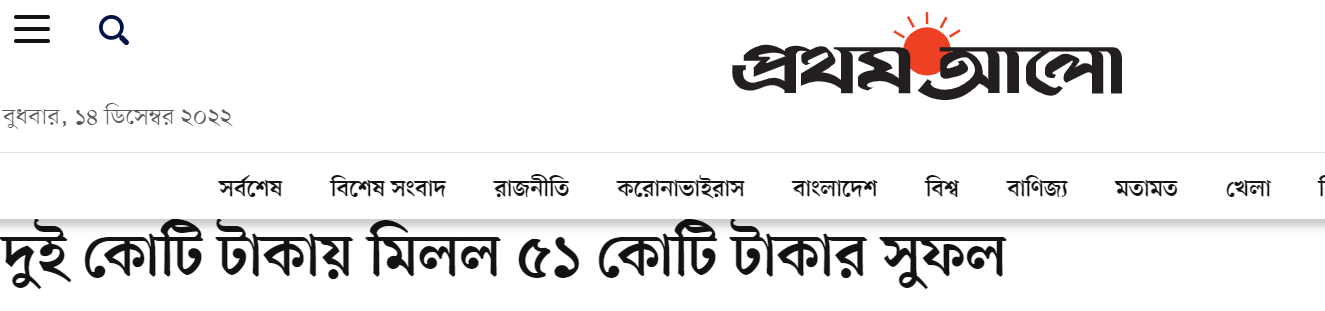 প্রথম আলো
বুধবার, ১৪ ডিসেম্বর ২০২২
সর্বশেষ বিশেষ সংবাদ রাজনীতি করোনাভাইরাস বাংলাদেশ বিশ্ব বাণিজ্য মতামত খেলা
দুই কোটি টাকায় মিলল ৫১ কোটি টাকার সুফল